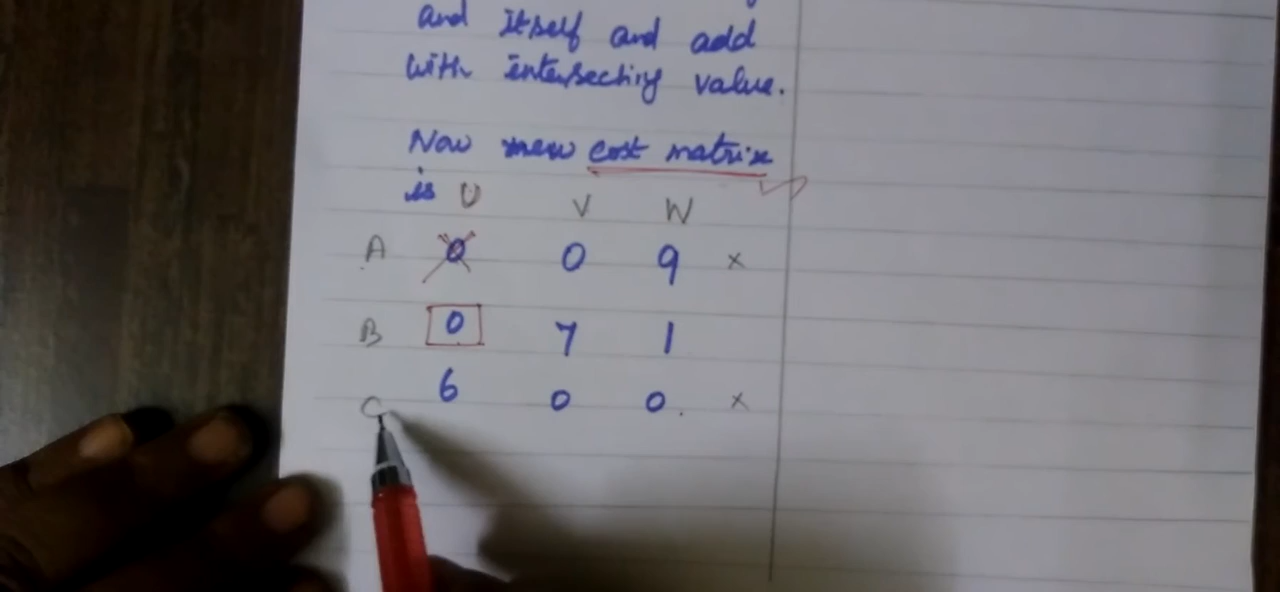 and itself and add
with intersecting value.
Now new cost matrix
is U V W
A 0 0 9 x
B 0 7 1
C 6 0 0. x